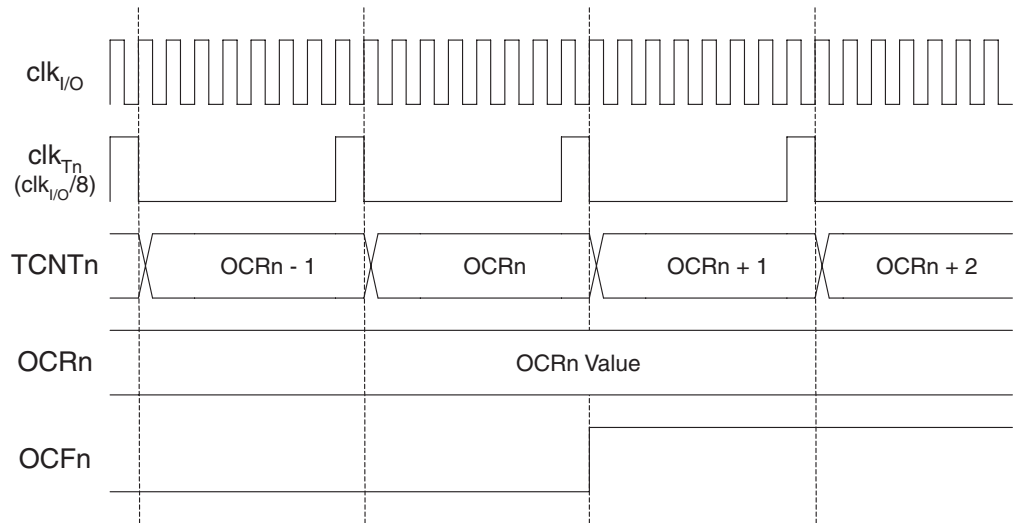 clkI/O
clkTn
(clkI/O/8)
TCNTn OCRn - 1 OCRn OCRn + 1 OCRn + 2
OCRn OCRn Value
OCFn